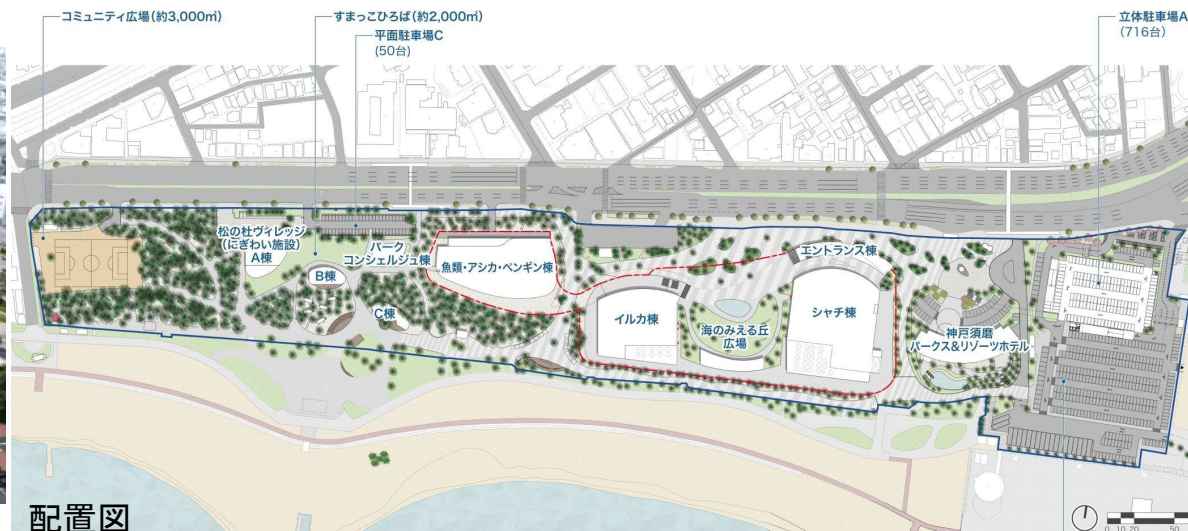 コミュニティ広場(約3,000㎡)
すまっこひろば(約2,000㎡)
平面駐車場C
(50台)
立体駐車場A
(716台)
松の杜ヴィレッジ
(にぎわい施設)
A棟
B棟
C棟
パーク
コンシェルジュ棟
魚類・アシカ・ペンギン棟
イルカ棟
海のみえる丘
広場
エントランス棟
シャチ棟
神戸須磨
パークス&リゾーツホテル
配置図
0 10 20 50